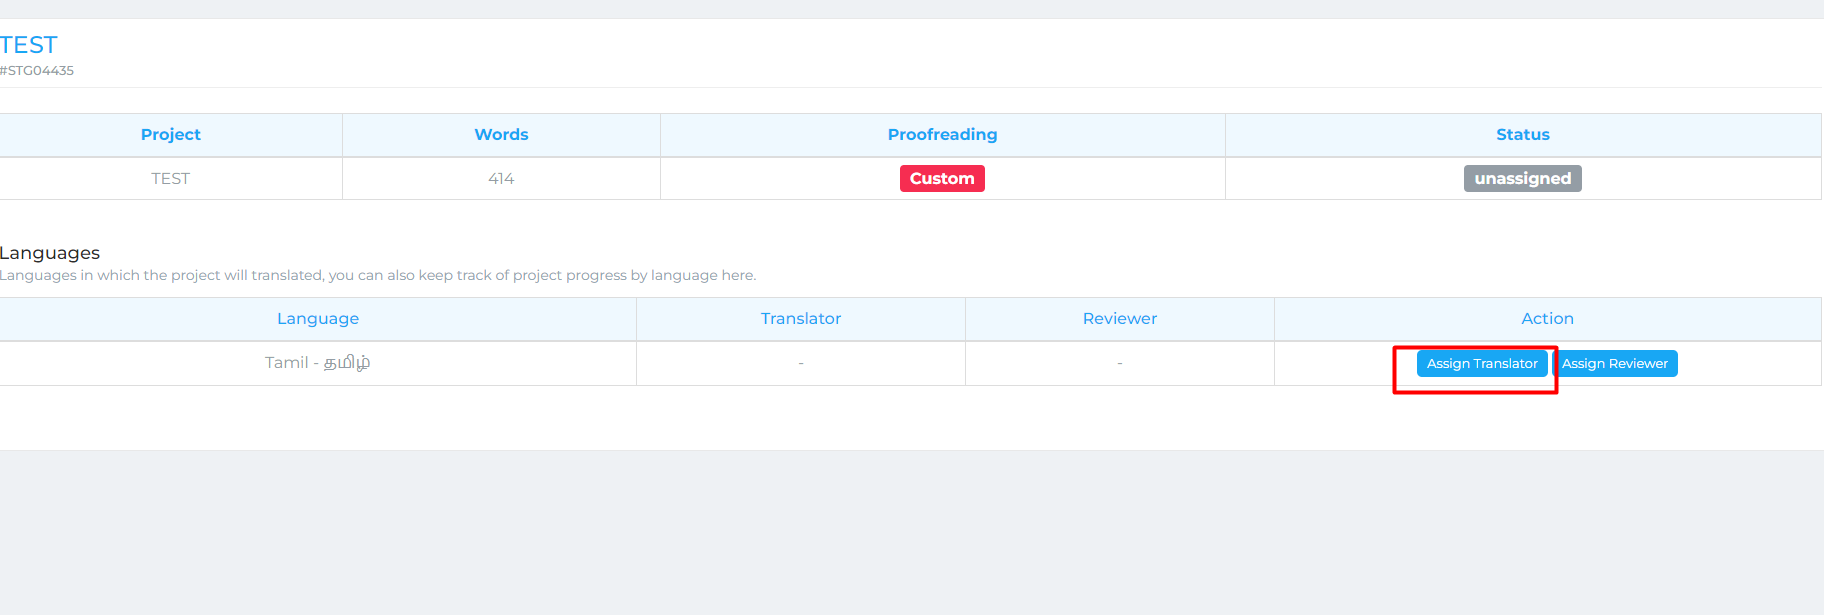 TEST
#STG04435
Project Words Proofreading Status
TEST 414 Custom unassigned
Languages
Languages in which the project will translated, you can also keep track of project progress by language here.
Language Translator Reviewer Action
Tamil - தமிழ் - - Assign Translator Assign Reviewer